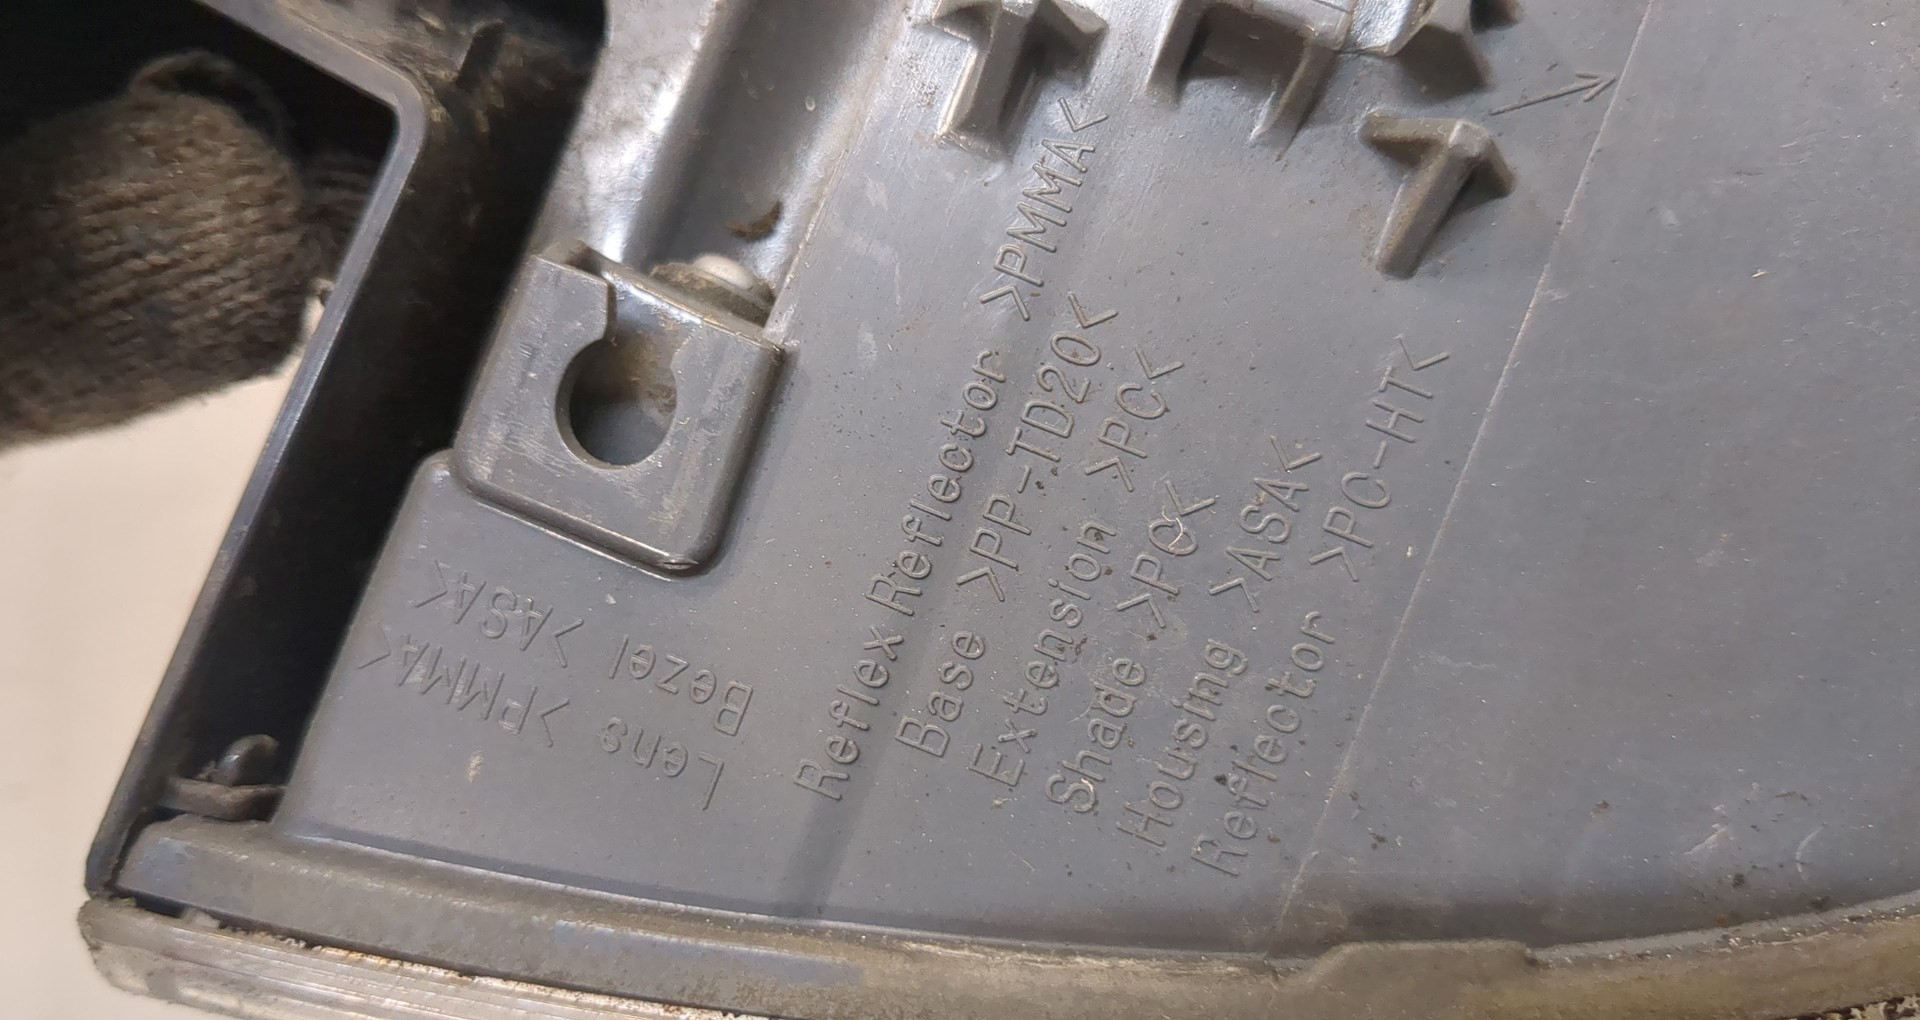 Reflex Reflector >PMMA<
Base >PP-TD20<
Extension >PC<
Shade >PC<
Housing >ASA<
Reflector >PC-HT<
Lens >PMMA<
Bezel >ASA<